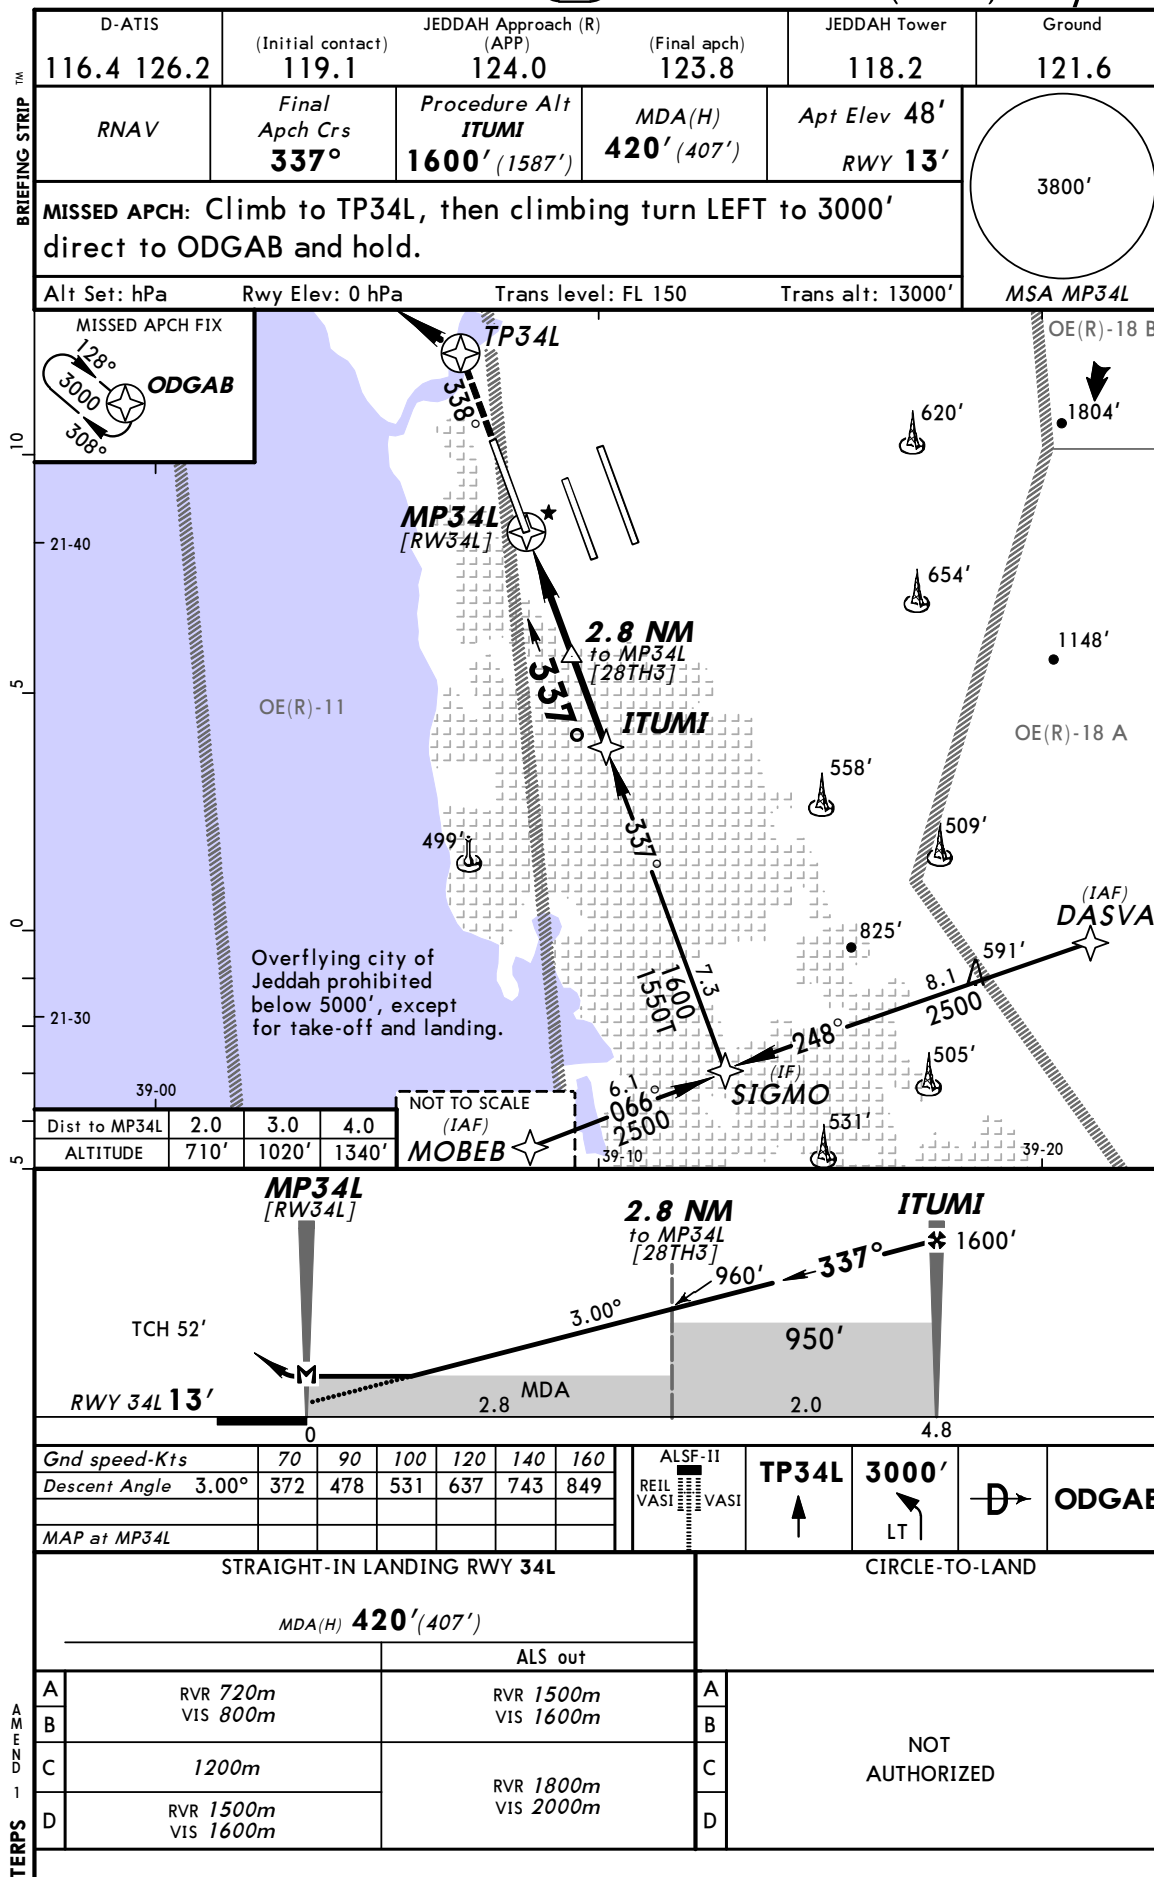 D-ATIS
116.4 126.2
JEDDAH Approach (R)
(Initial contact) (APP) (Final apch)
119.1 124.0 123.8
JEDDAH Tower
118.2
Ground
121.6
BRIEFING STRIP TM
RNAV
Final
Apch Crs
337°
Procedure Alt
ITUMI
1600' (1587')
MDA(H)
420' (407')
Apt Elev 48'
RWY 13'
3800'
MSA MP34L
MISSED APCH: Climb to TP34L, then climbing turn LEFT to 3000'
direct to ODGAB and hold.
Alt Set: hPa Rwy Elev: 0 hPa Trans level: FL 150 Trans alt: 13000'
MISSED APCH FIX
128°
3000
308°
ODGAB
TP34L
338°
OE(R)-18 B
1804'
620'
10
MP34L
[RW34L]
21-40
654'
2.8 NM
to MP34L
[28TH3]
1148'
337°
5
OE(R)-11
ITUMI
OE(R)-18 A
558'
337°
509'
499'
(IAF)
DASVA
0
825'
591'
Overflying city of
Jeddah prohibited
below 5000', except
for take-off and landing.
7.3
1600
1550T
8.1
2500
248°
21-30
505'
(IF)
SIGMO
39-00
6.1
066°
2500
NOT TO SCALE
(IAF)
MOBEB
531'
39-10
39-20
5
Dist to MP34L 2.0 3.0 4.0
ALTITUDE 710' 1020' 1340'
MP34L
[RW34L]
2.8 NM
to MP34L
[28TH3]
ITUMI
1600'
337°
960'
3.00°
TCH 52'
950'
M
MDA
RWY 34L 13'
2.8 2.0
0 4.8
Gnd speed-Kts 70 90 100 120 140 160
Descent Angle 3.00° 372 478 531 637 743 849
MAP at MP34L
ALSF-II
REIL
VASI VASI
TP34L
3000'
LT
D
ODGAB
STRAIGHT-IN LANDING RWY 34L
MDA(H) 420' (407')
ALS out
CIRCLE-TO-LAND
A
B
C
D
RVR 720m
VIS 800m
1200m
RVR 1500m
VIS 1600m
RVR 1500m
VIS 1600m
RVR 1800m
VIS 2000m
A
B
C
D
NOT
AUTHORIZED
AMEND 1
TERPS